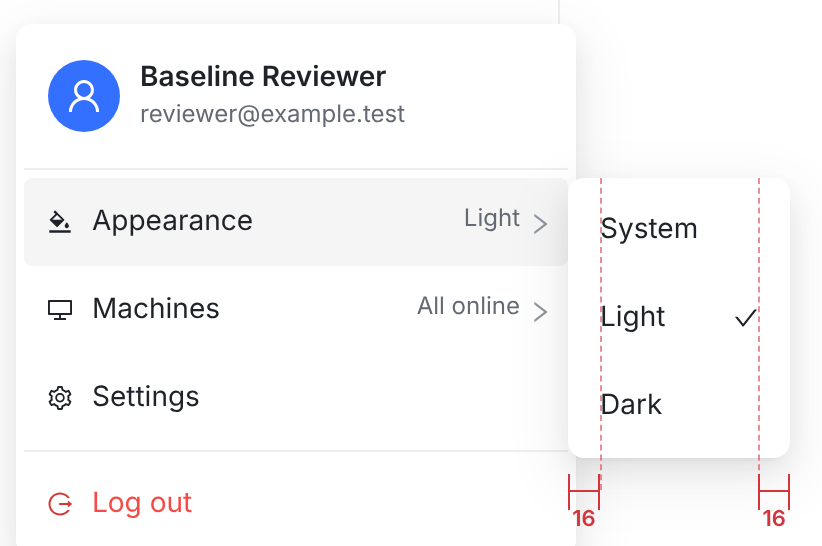 Baseline Reviewer
reviewer@example.test
Appearance Light
Machines All online
Settings
Log out
System
Light
Dark
16 16